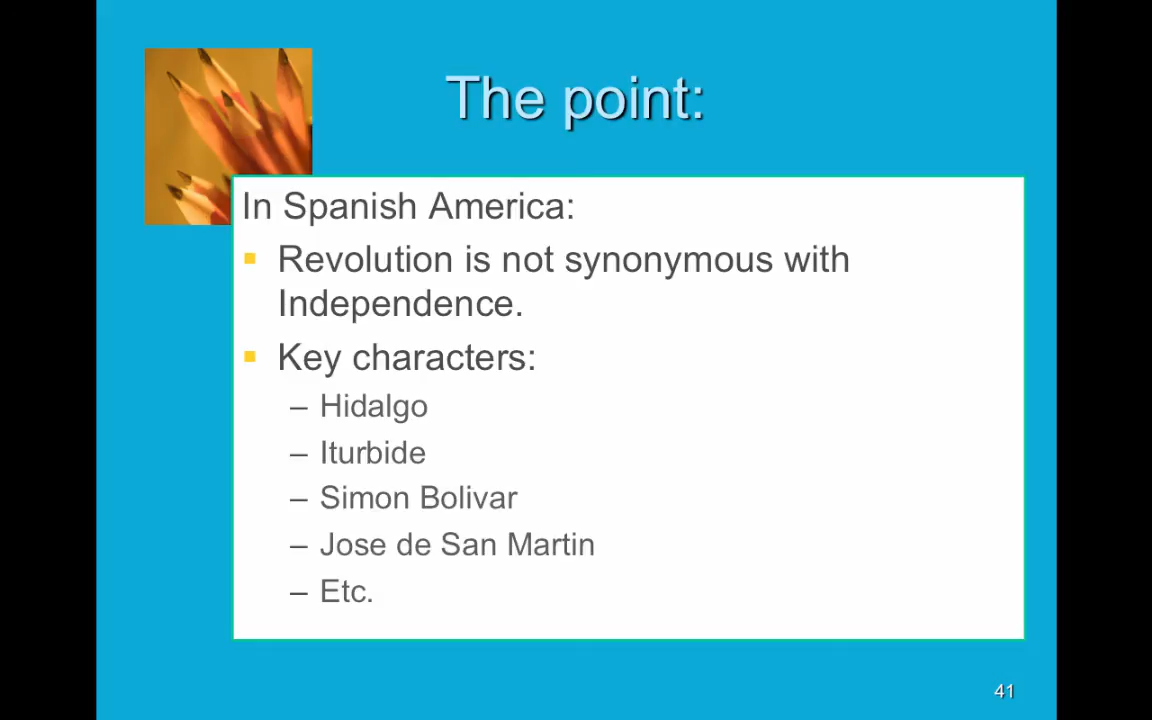 The point:
In Spanish America:
▪ Revolution is not synonymous with
Independence.
▪ Key characters:
– Hidalgo
– Iturbide
– Simon Bolivar
– Jose de San Martin
– Etc.
41